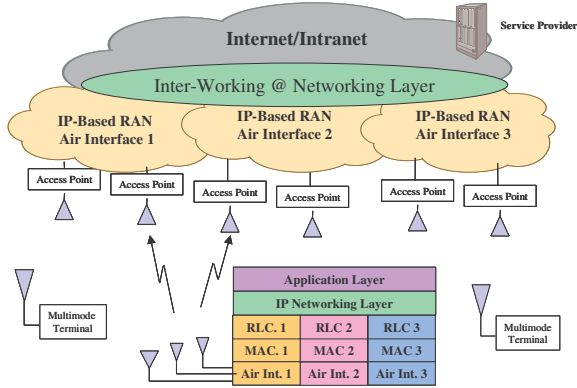 Internet/Intranet
Service Provider
Inter-Working @ Networking Layer
IP-Based RAN
Air Interface 1
IP-Based RAN
Air Interface 2
IP-Based RAN
Air Interface 3
Access Point
Access Point
Access Point
Access Point
Access Point
Access Point
Multimode
Terminal
Application Layer
IP Networking Layer
RLC. 1 RLC 2 RLC 3
MAC. 1 MAC 2 MAC 3
Air Int. 1 Air Int. 2 Air Int. 3
Multimode
Terminal